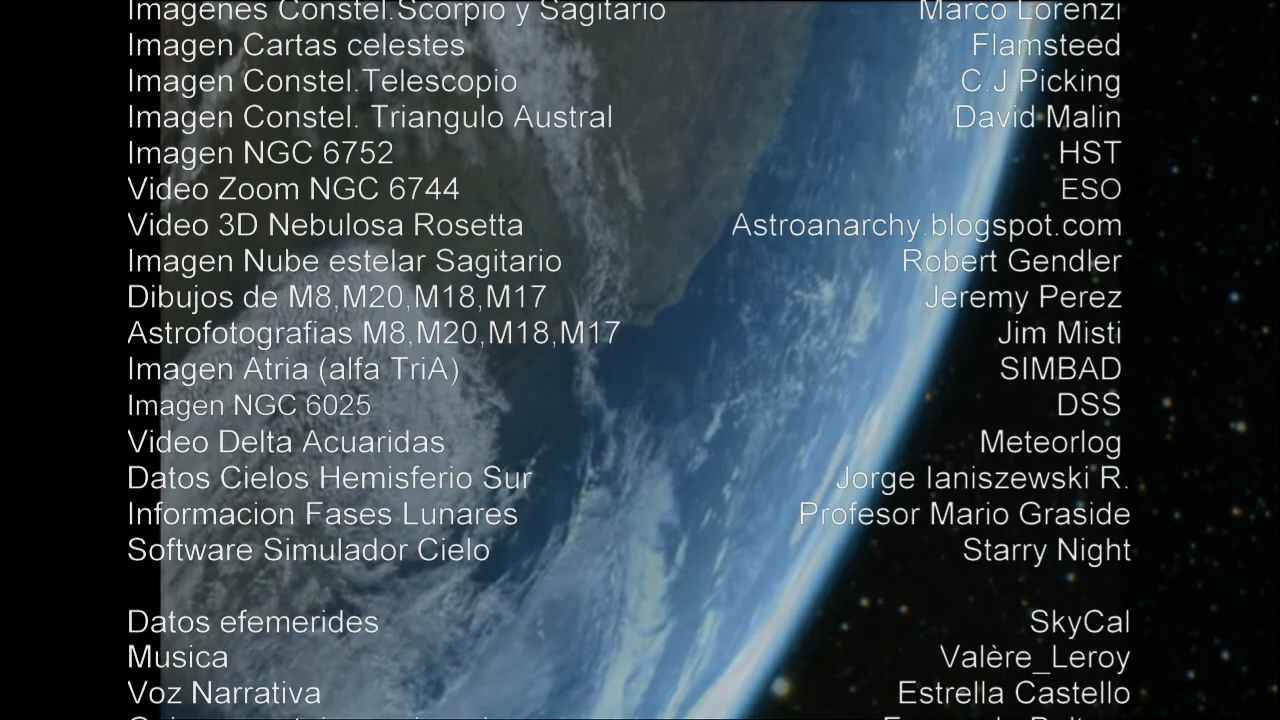 Imagenes Constel.Scorpio y Sagitario Marco Lorenzi
Imagen Cartas celestes Flamsteed
Imagen Constel.Telescopio C.J.Picking
Imagen Constel. Triangulo Austral David Malin
Imagen NGC 6752 HST
Video Zoom NGC 6744 ESO
Video 3D Nebulosa Rosetta Astroanarchy.blogspot.com
Imagen Nube estelar Sagitario Robert Gendler
Dibujos de M8,M20,M18,M17 Jeremy Perez
Astrofotografias M8,M20,M18,M17 Jim Misti
Imagen Atria (alfa TriA) SIMBAD
Imagen NGC 6025 DSS
Video Delta Acuaridas Meteorlog
Datos Cielos Hemisferio Sur Jorge Ianiszewski R.
Informacion Fases Lunares Profesor Mario Graside
Software Simulador Cielo Starry Night
Datos efemerides SkyCal
Musica Valère_Leroy
Voz Narrativa Estrella Castello